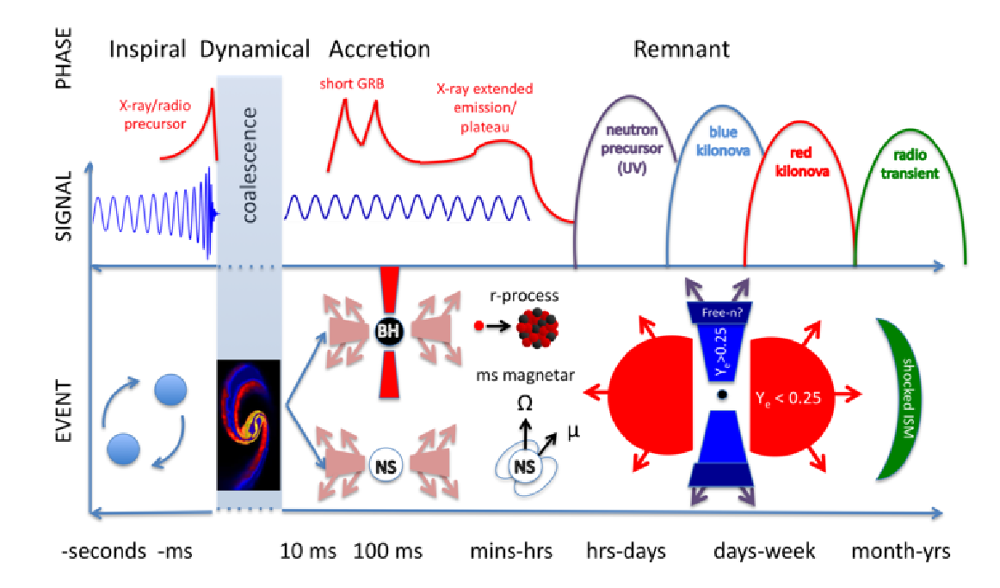 PHASE
Inspiral Dynamical Accretion Remnant
SIGNAL
X-ray/radio
precursor
coalescence
short GRB
X-ray extended
emission/
plateau
neutron
precursor
(UV)
blue
kilonova
red
kilonova
radio
transient
EVENT
BH
NS
r-process
ms magnetar
Ω
μ
NS
Free-n?
Ye>0.25
Ye < 0.25
shocked ISM
-seconds -ms 10 ms 100 ms mins-hrs hrs-days days-week month-yrs